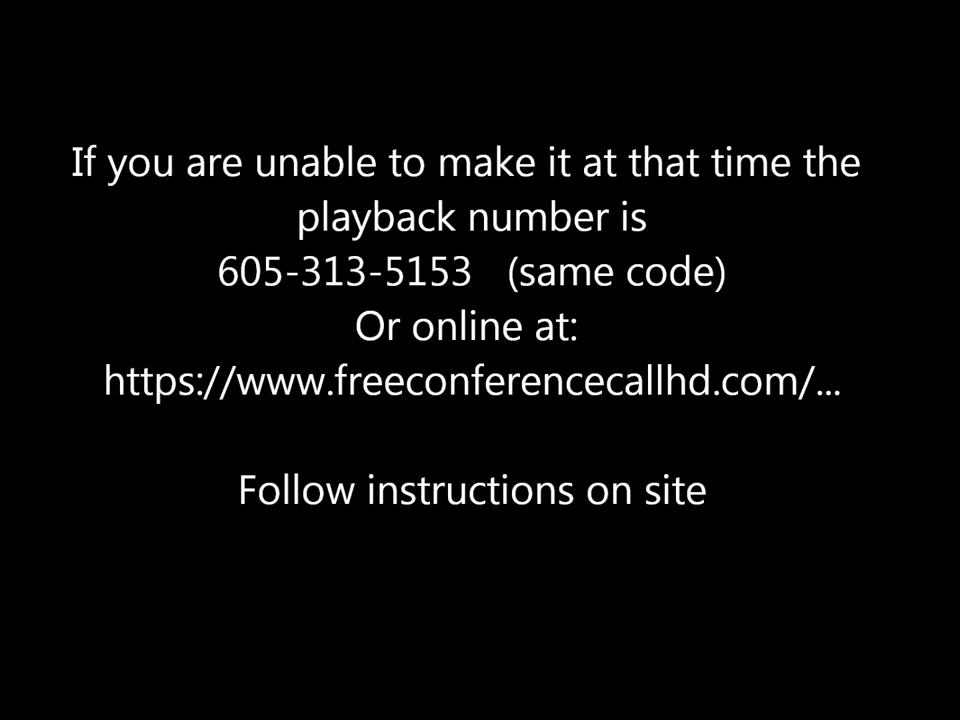 If you are unable to make it at that time the
playback number is
605-313-5153 (same code)
Or online at:
https://www.freeconferencecallhd.com/...
Follow instructions on site